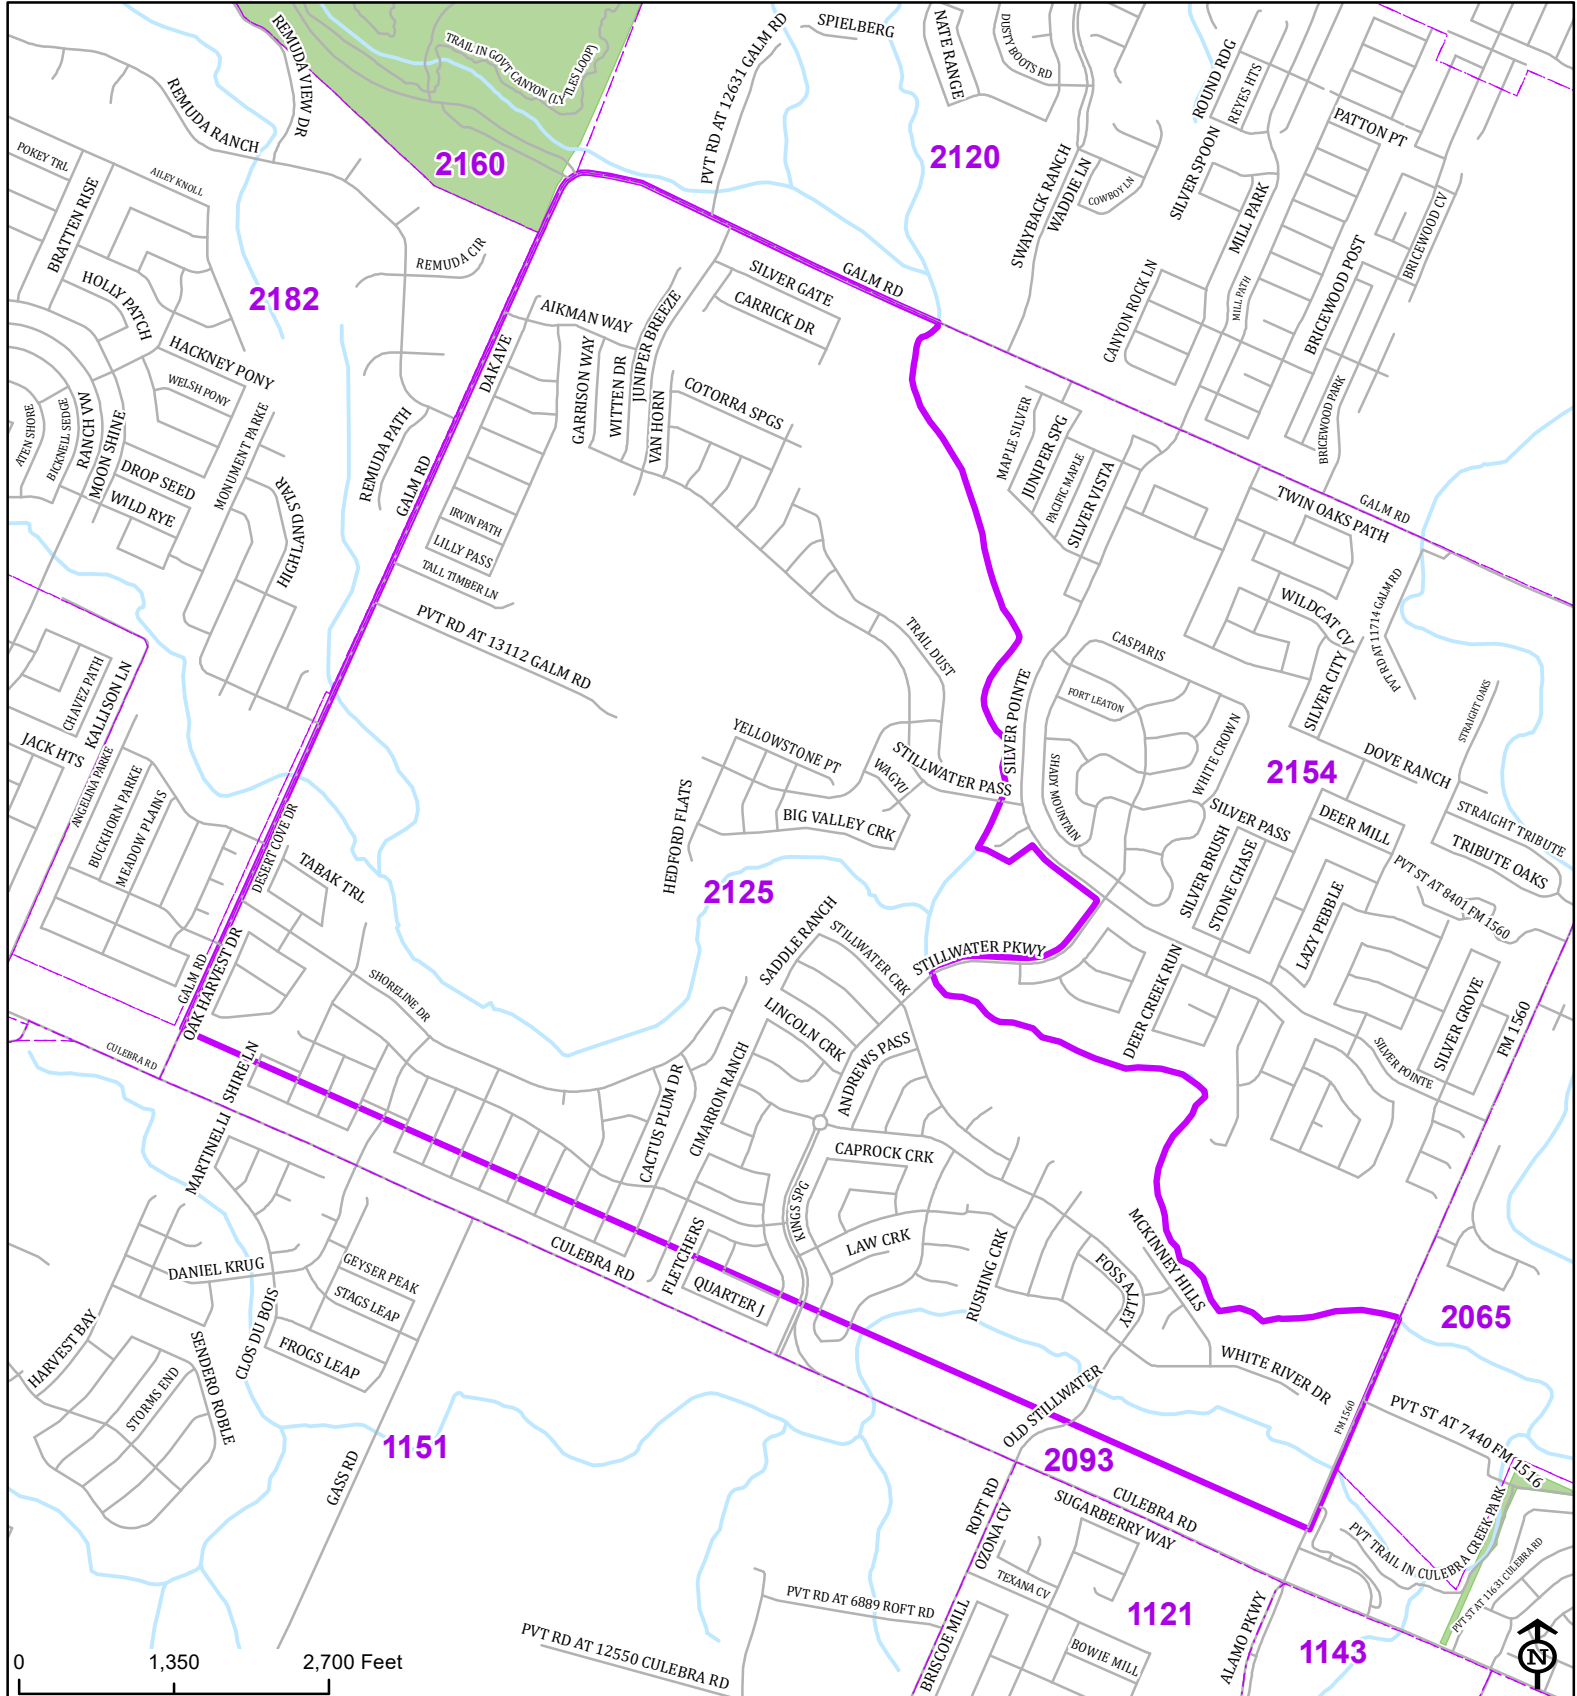 REMUDA VIEW DR
TRAIL IN GOVT CANYON (LYTLES LOOP)
PVT RD AT 12631 GALM RD
SPIELBERG
NATE RANGE
DUSTY BOOTS RD
ROUND RDG
REYES HTS
PATTON PT
REMUDA RANCH
2160
2120
POKEY TRL
AILEY KNOLL
BRATTEN RISE
SWAYBACK RANCH
WADDIE LN
COWBOY LN
SILVER SPOON
MILL PARK
BRICEWOOD CV
REMUDA CIR
HOLLY PATCH
2182
SILVER GATE
GALM RD
CARRICK DR
CANYON ROCK LN
MILL PATH
BRICEWOOD POST
AIKMAN WAY
JUNIPER BREEZE
DAK AVE
GARRISON WAY
WITTEN DR
VAN HORN
COTORRA SPGS
HACKNEY PONY
WELSH PONY
ATEN SHORE
BICKNELL SEDGE
RANCH VW
MOON SHINE
MONUMENT PARKE
REMUDA PATH
GALM RD
MAPLE SILVER
JUNIPER SPG
PACIFIC MAPLE
SILVER VISTA
BRICEWOOD PARK
DROP SEED
WILD RYE
HIGHLAND STAR
IRVIN PATH
LILLY PASS
TALL TIMBER LN
TWIN OAKS PATH
GALM RD
PVT RD AT 13112 GALM RD
TRAIL DUST
CASPARIS
WILDCAT CV
PVT RD AT 11714 GALM RD
CHAVEZ PATH
KALLISON LN
JACK HTS
ANGELINA PARKE
FORT LEATON
SILVER POINTE
WHITE CROWN
SILVER CITY
STRAIGHT OAKS
YELLOWSTONE PT
STILLWATER PASS
WAGYU
BIG VALLEY CRK
HEDFORD FLATS
SHADY MOUNTAIN
2154
DOVE RANCH
BUCKHORN PARKE
MEADOW PLAINS
DESERT COVE DR
TABAK TRL
SILVER PASS
DEER MILL
STRAIGHT TRIBUTE
TRIBUTE OAKS
2125
SILVER BRUSH
STONE CHASE
PVT ST AT 8401 FM 1560
LAZY PEBBLE
SADDLE RANCH
STILLWATER CRK
STILLWATER PKWY
GALM RD
OAK HARVEST DR
SHORELINE DR
LINCOLN CRK
ANDREWS PASS
DEER CREEK RUN
SILVER GROVE
FM 1560
CULEBRA RD
SILVER POINTE
MARTINELLI
SHIRE LN
CACTUS PLUM DR
CIMARRON RANCH
CAPROCK CRK
KINGS SPG
LAW CRK
MCKINNEY HILLS
DANIEL KRUG
GEYSER PEAK
STAGS LEAP
CULEBRA RD
FLETCHERS
QUARTER J
RUSHING CRK
FOSS ALLEY
2065
HARVEST BAY
SENDERO ROBLE
CLOS DU BOIS
FROGS LEAP
STORMS END
WHITE RIVER DR
FM 1560
PVT ST AT 7440 FM 1516
OLD STILLWATER
1151
2093
GASS RD
ROFT RD
OZONA CV
SUGARBERRY WAY
CULEBRA RD
PVT TRAIL IN CULEBRA CREEK PARK
PVT ST AT 11631 CULEBRA RD
TEXANA CV
PVT RD AT 6889 ROFT RD
1121
PVT RD AT 12550 CULEBRA RD
BRISCOE MILL
BOWIE MILL
ALAMO PKWY
1143
N
0 1,350 2,700 Feet